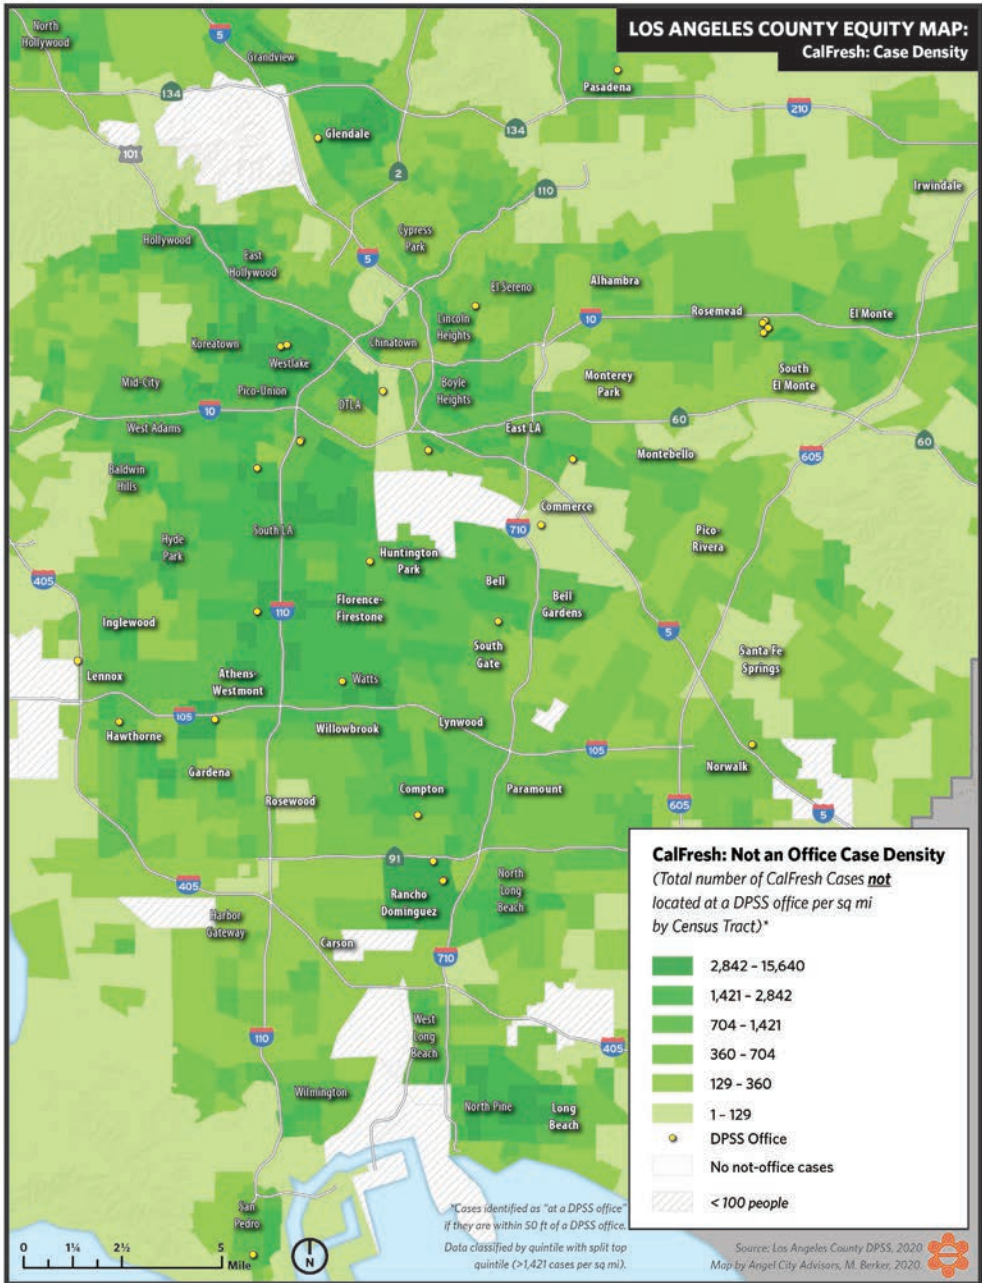 LOS ANGELES COUNTY EQUITY MAP:
CalFresh: Case Density
North
Hollywood
5
Grandview
Pasadena
134
210
Glendale
134
101
2
110
Irwindale
Cypress
Park
Hollywood
East
Hollywood
5
El Sereno
Alhambra
Lincoln
Heights
10
Rosemead
El Monte
Koreatown
Chinatown
Westlake
Mid-City
Pico-Union
Boyle
Heights
Monterey
Park
South
El Monte
DTLA
10
60
West Adams
East LA
60
Montebello
605
Baldwin
Hills
Commerce
South LA
710
Pico-
Rivera
Hyde
Park
Huntington
Park
405
Bell
Florence-
Firestone
Bell
Gardens
110
Inglewood
5
South
Gate
Santa Fe
Springs
Lennox
Athens-
Westmont
Watts
105
Willowbrook
Lynwood
Hawthorne
105
Norwalk
Gardena
Rosewood
Compton
Paramount
605
5
91
405
Rancho
Dominguez
North
Long
Beach
Harbor
Gateway
Carson
710
West
Long
Beach
110
405
Wilmington
North Pine
Long
Beach
San
Pedro
CalFresh: Not an Office Case Density
(Total number of CalFresh Cases not
located at a DPSS office per sq mi
by Census Tract)*
2,842 – 15,640
1,421 – 2,842
704 – 1,421
360 – 704
129 – 360
1 – 129
DPSS Office
No not-office cases
< 100 people
*Cases identified as "at a DPSS office"
if they are within 50 ft of a DPSS office.
Data classified by quintile with split top
quintile (>1,421 cases per sq mi).
Source: Los Angeles County DPSS, 2020
Map by Angel City Advisors, M. Berker, 2020.
0 1¼ 2½ 5
Mile
N